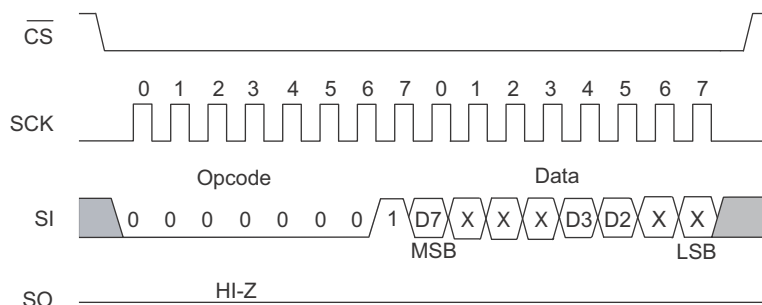 CS
0 1 2 3 4 5 6 7 0 1 2 3 4 5 6 7
SCK
Opcode Data
SI 0 0 0 0 0 0 0 1 D7 X X X D3 D2 X X
MSB LSB
HI-Z
SO